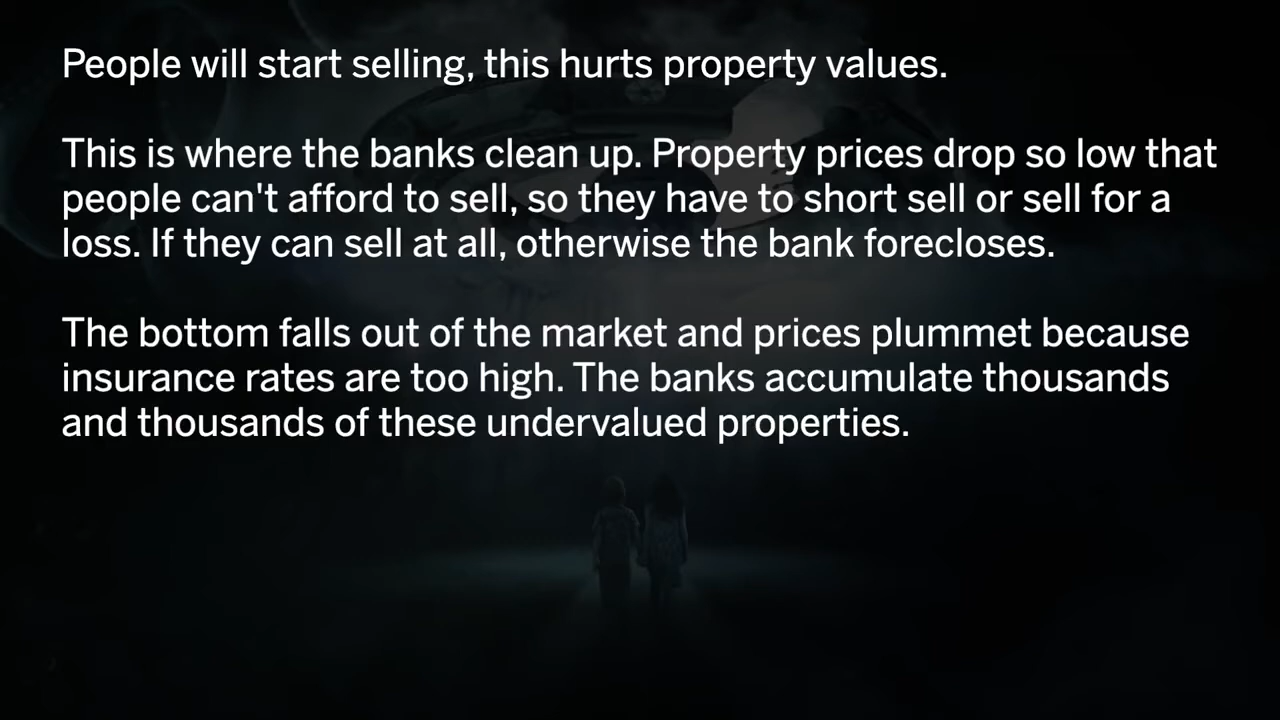 People will start selling, this hurts property values.
This is where the banks clean up. Property prices drop so low that
people can't afford to sell, so they have to short sell or sell for a
loss. If they can sell at all, otherwise the bank forecloses.
The bottom falls out of the market and prices plummet because
insurance rates are too high. The banks accumulate thousands
and thousands of these undervalued properties.